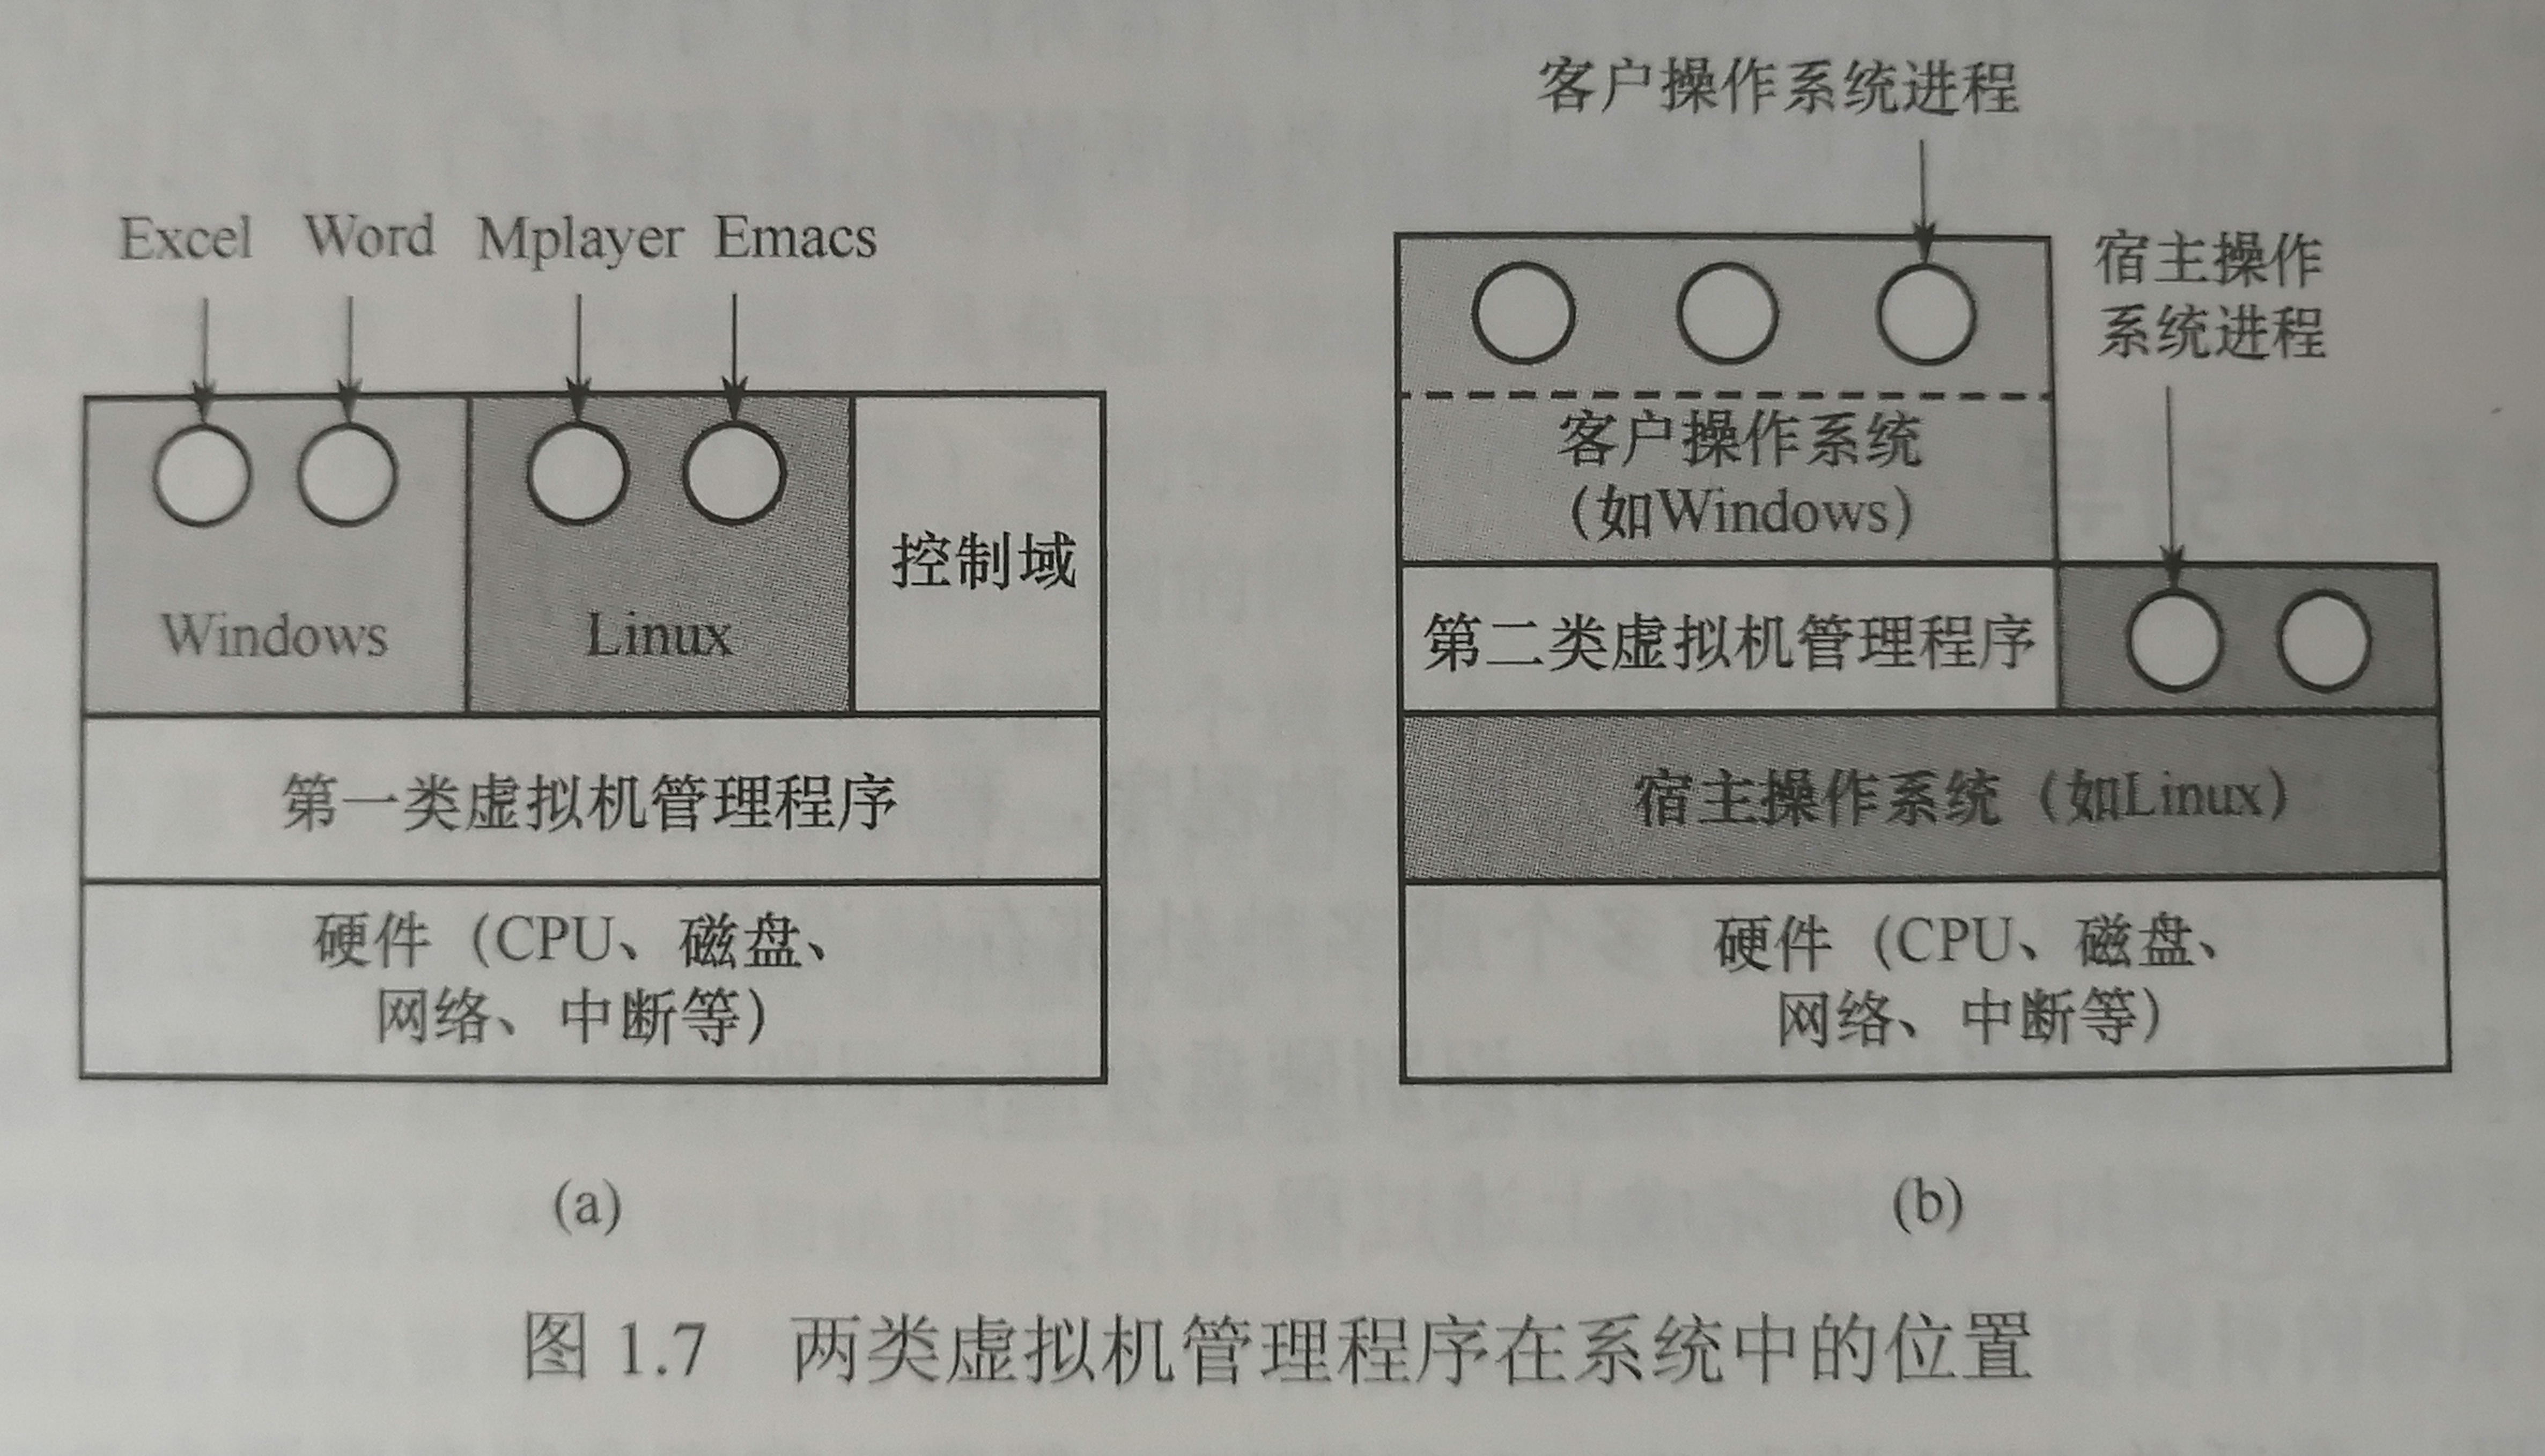 Excel Word Mplayer Emacs
Windows
Linux
控制域
第一类虚拟机管理程序
硬件（CPU、磁盘、
网络、中断等）
(a)
客户操作系统进程
宿主操作
系统进程
客户操作系统
（如Windows）
第二类虚拟机管理程序
宿主操作系统（如Linux）
硬件（CPU、磁盘、
网络、中断等）
(b)
图 1.7 两类虚拟机管理程序在系统中的位置